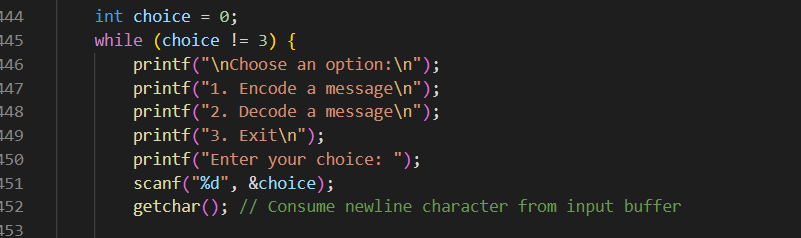 444 int choice = 0;
445 while (choice != 3) {
446 printf("\nChoose an option:\n");
447 printf("1. Encode a message\n");
448 printf("2. Decode a message\n");
449 printf("3. Exit\n");
450 printf("Enter your choice: ");
451 scanf("%d", &choice);
452 getchar(); // Consume newline character from input buffer
453